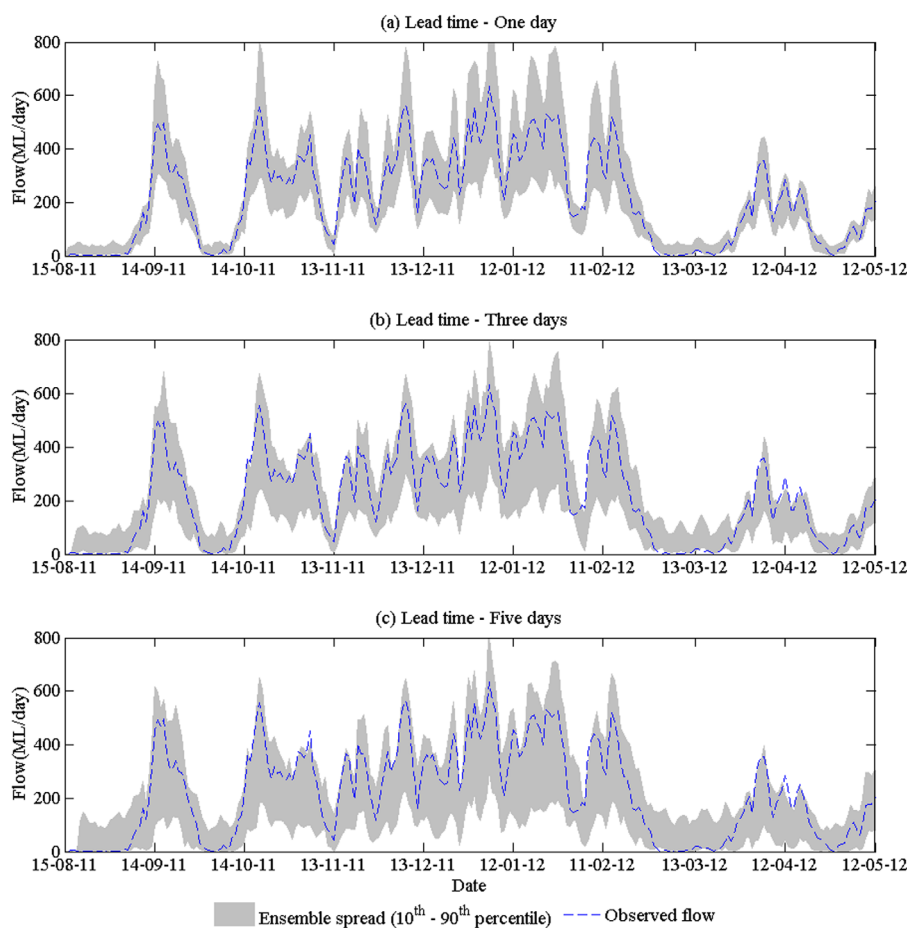 (a) Lead time - One day
800
600
400
200
0
Flow(ML/day)
15-08-11 14-09-11 14-10-11 13-11-11 13-12-11 12-01-12 11-02-12 13-03-12 12-04-12 12-05-12
(b) Lead time - Three days
800
600
400
200
0
Flow(ML/day)
15-08-11 14-09-11 14-10-11 13-11-11 13-12-11 12-01-12 11-02-12 13-03-12 12-04-12 12-05-12
(c) Lead time - Five days
800
600
400
200
0
Flow(ML/day)
15-08-11 14-09-11 14-10-11 13-11-11 13-12-11 12-01-12 11-02-12 13-03-12 12-04-12 12-05-12
Date
Ensemble spread (10th - 90th percentile) Observed flow